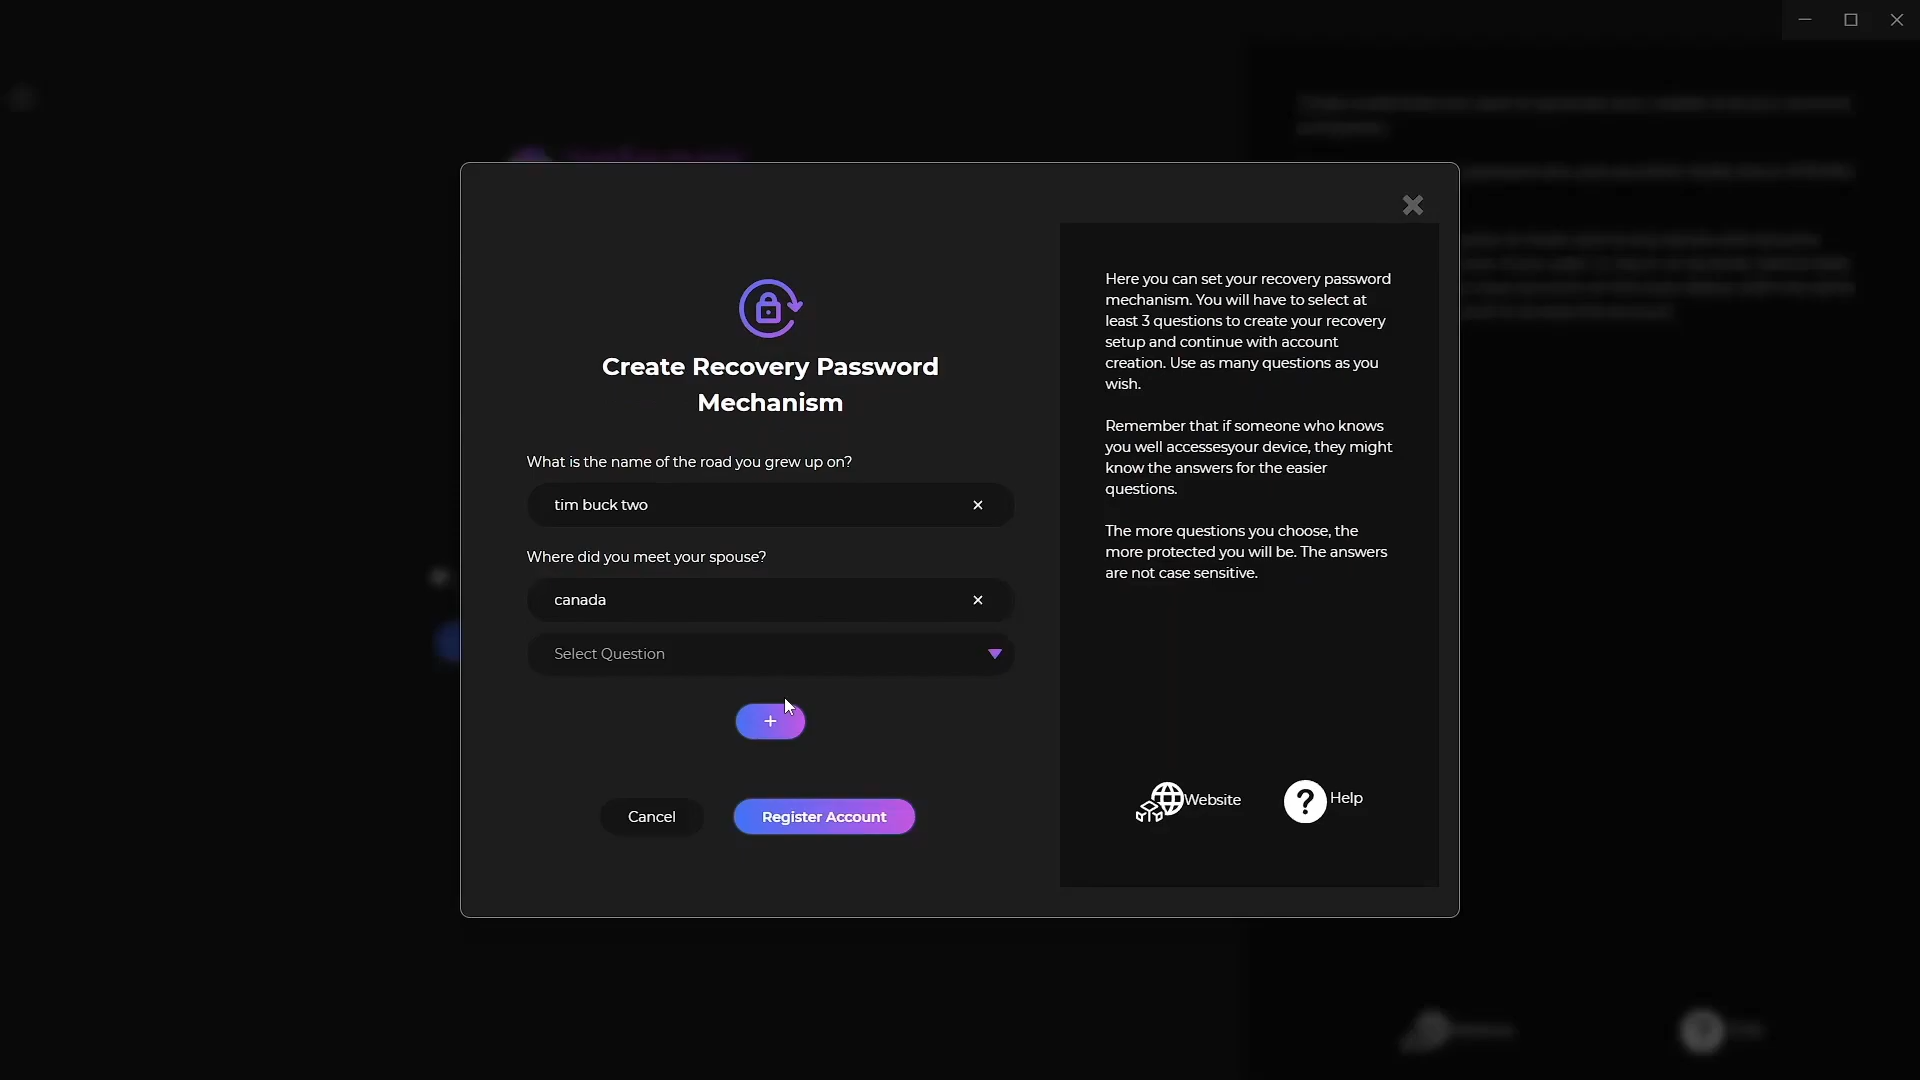 Create Recovery Password
Mechanism
What is the name of the road you grew up on?
tim buck two
Where did you meet your spouse?
canada
Select Question
+
Cancel
Register Account
Here you can set your recovery password
mechanism. You will have to select at
least 3 questions to create your recovery
setup and continue with account
creation. Use as many questions as you
wish.
Remember that if someone who knows
you well accessesyour device, they might
know the answers for the easier
questions.
The more questions you choose, the
more protected you will be. The answers
are not case sensitive.
Website
? Help